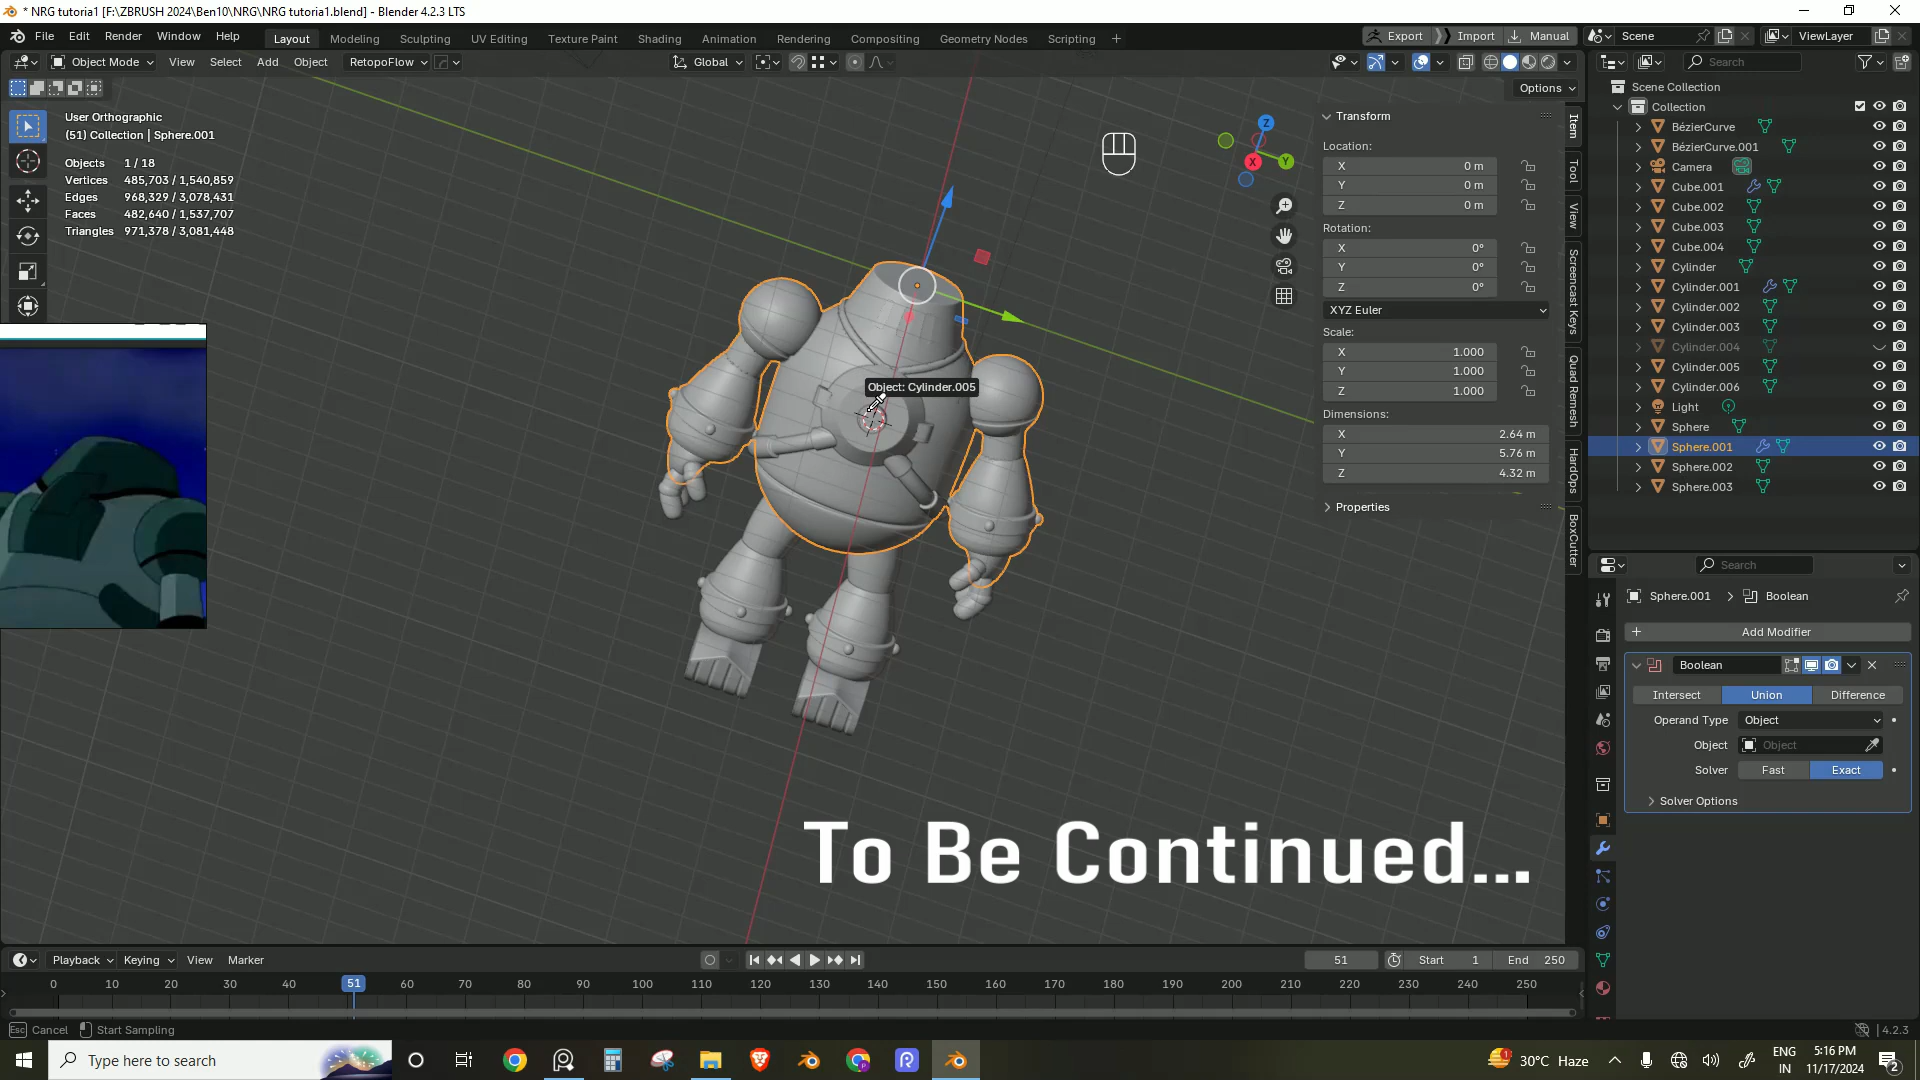 * NRG tutoria1 [F:\ZBRUSH 2024\Ben10\NRG\NRG tutoria1.blend] - Blender 4.2.3 LTS
File Edit Render Window Help Layout Modeling Sculpting UV Editing Texture Paint Shading Animation Rendering Compositing Geometry Nodes Scripting + Export Import Manual Scene ViewLayer
Object Mode View Select Add Object RetopoFlow Global Search
Options
User Orthographic
(51) Collection | Sphere.001
Objects 1 / 18
Vertices 485,703 / 1,540,859
Edges 968,329 / 3,078,431
Faces 482,640 / 1,537,707
Triangles 971,378 / 3,081,448
Object: Cylinder.005
Z
Y
X
Transform
Location:
X 0 m
Y 0 m
Z 0 m
Rotation:
X 0°
Y 0°
Z 0°
XYZ Euler
Scale:
X 1.000
Y 1.000
Z 1.000
Dimensions:
X 2.64 m
Y 5.76 m
Z 4.32 m
Properties
Item
Tool
View
Screencast Keys
Quad Remesh
HardOps
BoxCutter
Scene Collection
Collection
BézierCurve
BézierCurve.001
Camera
Cube.001
Cube.002
Cube.003
Cube.004
Cylinder
Cylinder.001
Cylinder.002
Cylinder.003
Cylinder.004
Cylinder.005
Cylinder.006
Light
Sphere
Sphere.001
Sphere.002
Sphere.003
Search
Sphere.001 > Boolean
+ Add Modifier
Boolean
Intersect Union Difference
Operand Type Object
Object Object
Solver Fast Exact
Solver Options
To Be Continued...
Playback Keying View Marker 51 Start 1 End 250
0 10 20 30 40 51 60 70 80 90 100 110 120 130 140 150 160 170 180 190 200 210 220 230 240 250
Esc Cancel Start Sampling 4.2.3
Type here to search
30°C Haze
ENG
IN
5:16 PM
11/17/2024
2